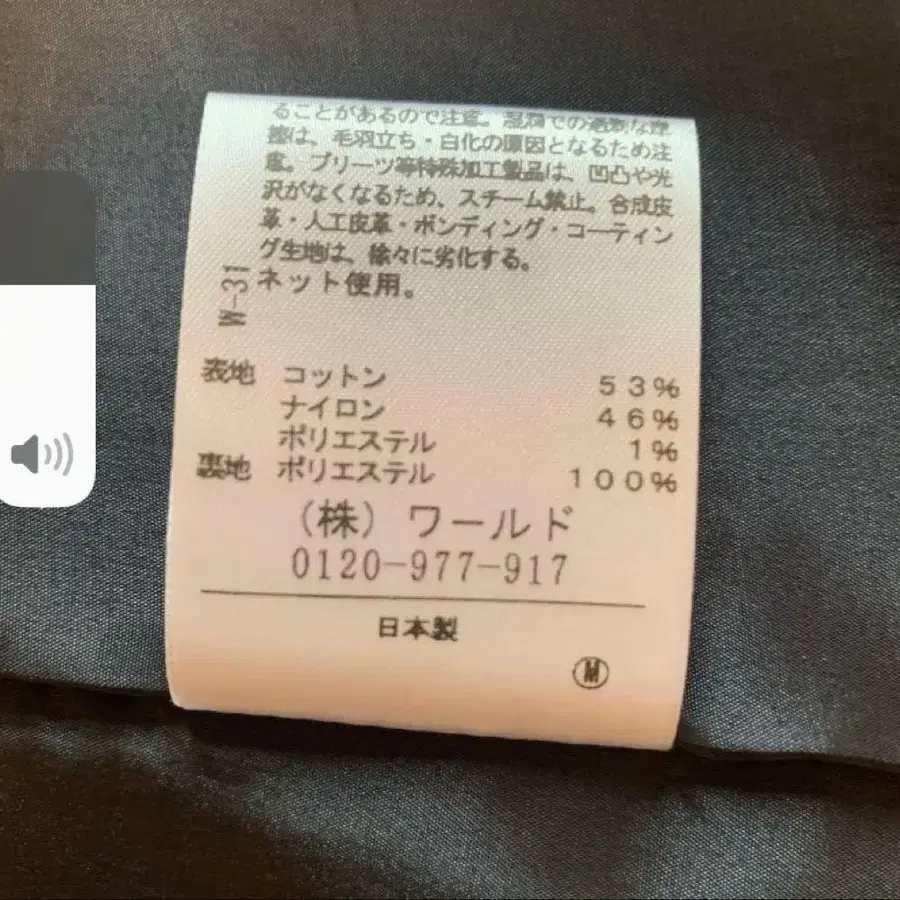 ることがあるので注意。湿潤での過剰な摩
擦は、毛羽立ち・白化の原因となるため注
意。プリーツ等特殊加工製品は、凹凸や光
沢がなくなるため、スチーム禁止。合成皮
革・人工皮革・ボンディング・コーティン
グ生地は、徐々に劣化する。
ネット使用。
W-31
表地 コットン 53%
ナイロン 46%
ポリエステル 1%
裏地 ポリエステル 100%
(株) ワールド
0120-977-917
日本製
M